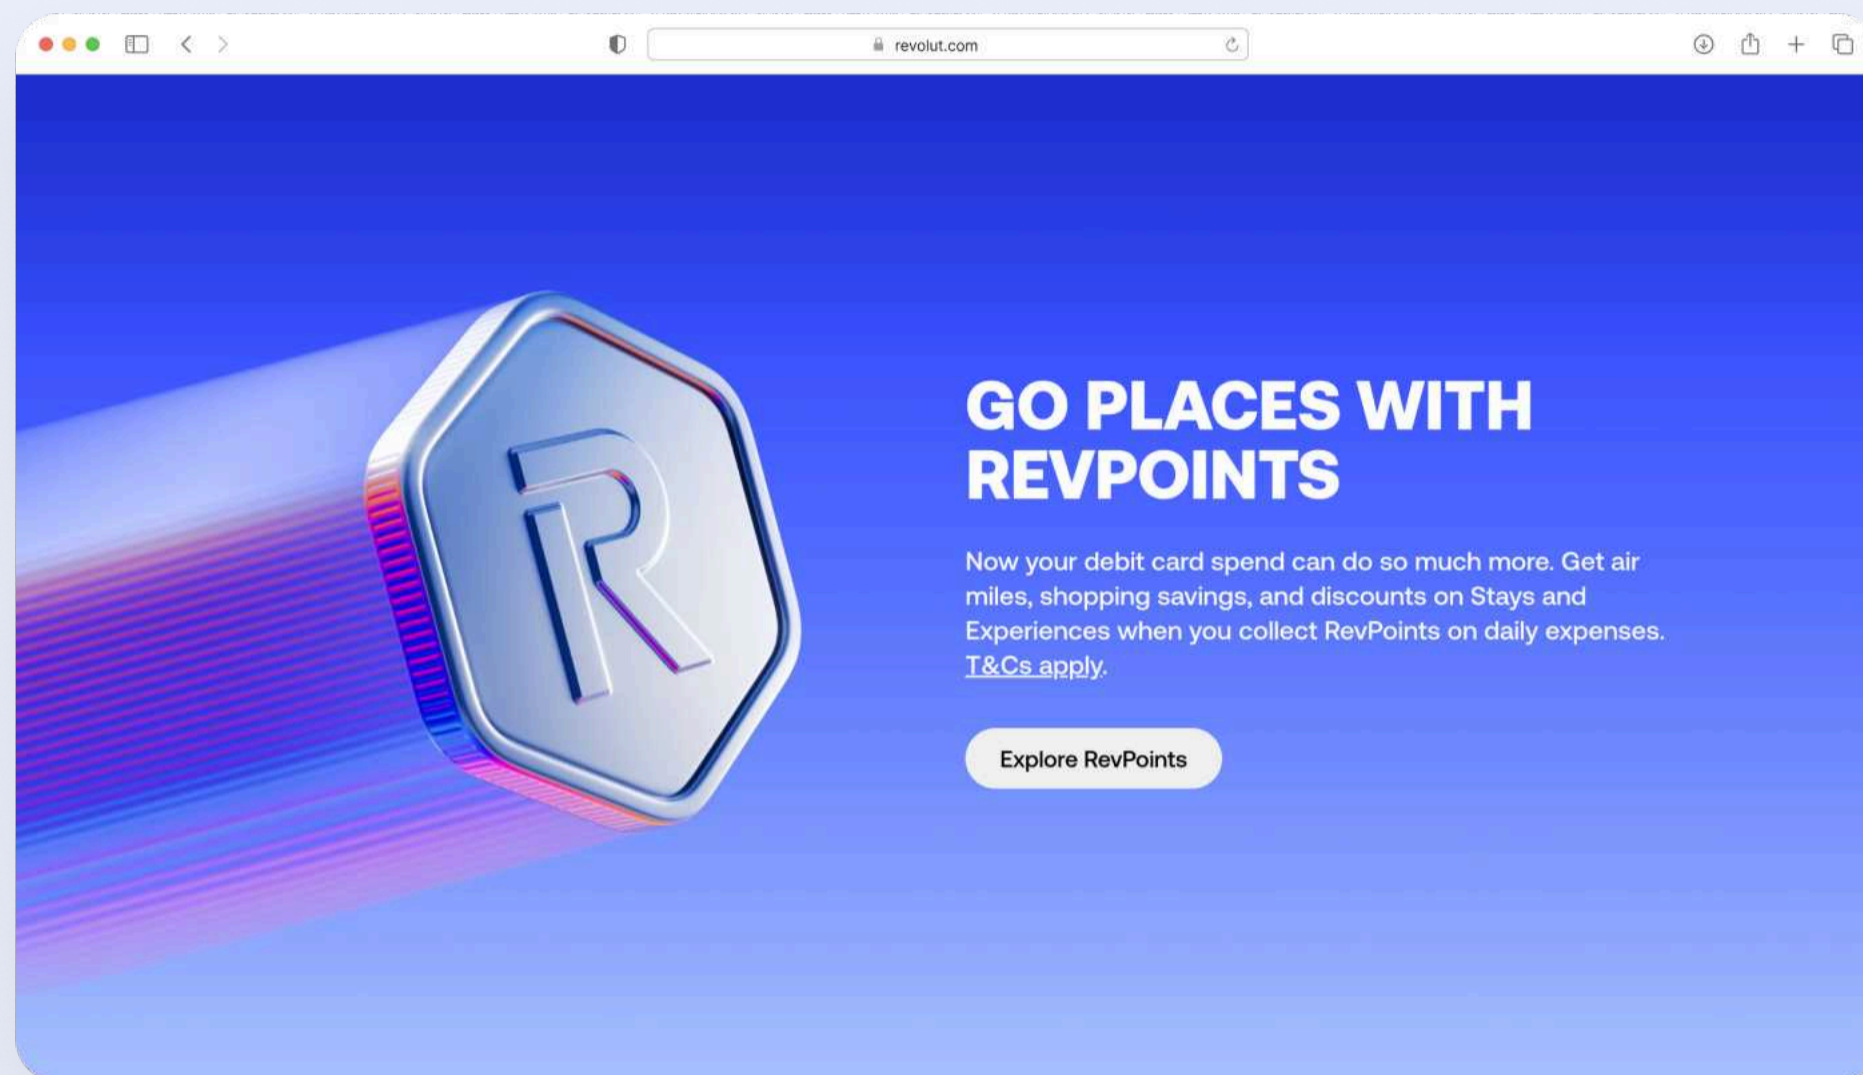 revolut.com
R
GO PLACES WITH
REVPOINTS
Now your debit card spend can do so much more. Get air
miles, shopping savings, and discounts on Stays and
Experiences when you collect RevPoints on daily expenses.
T&Cs apply.
Explore RevPoints